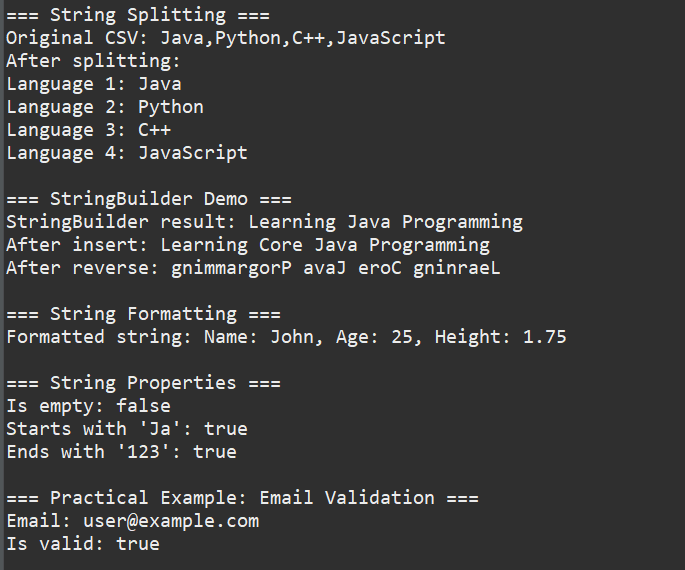 === String Splitting ===
Original CSV: Java,Python,C++,JavaScript
After splitting:
Language 1: Java
Language 2: Python
Language 3: C++
Language 4: JavaScript
=== StringBuilder Demo ===
StringBuilder result: Learning Java Programming
After insert: Learning Core Java Programming
After reverse: gnimmargorP avaJ eroC gninraeL
=== String Formatting ===
Formatted string: Name: John, Age: 25, Height: 1.75
=== String Properties ===
Is empty: false
Starts with 'Ja': true
Ends with '123': true
=== Practical Example: Email Validation ===
Email: user@example.com
Is valid: true